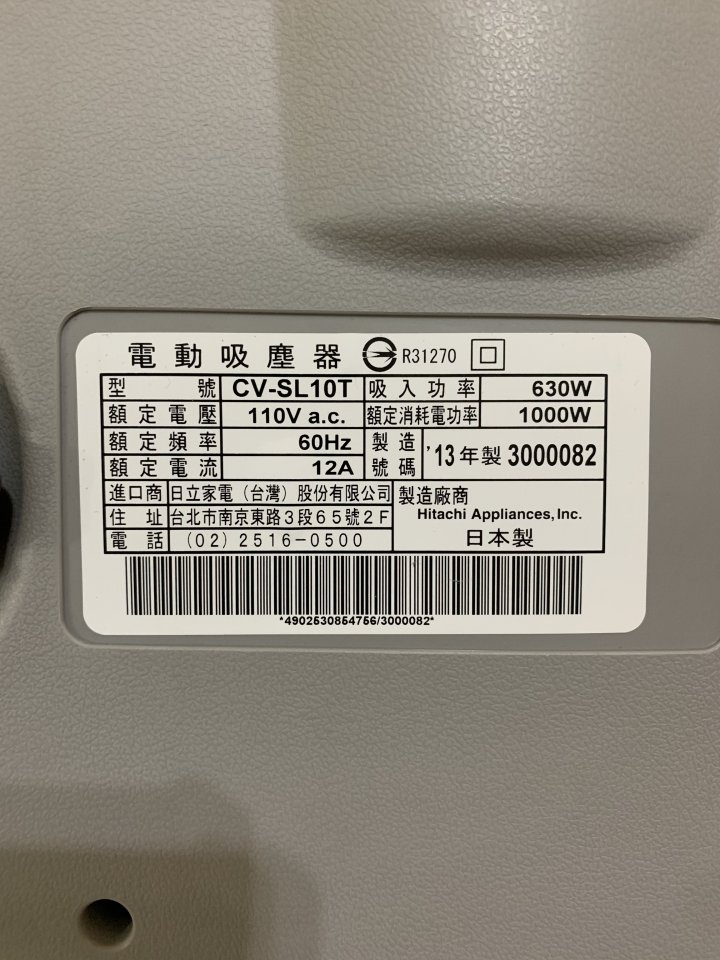 電動吸塵器 R31270
型號 CV-SL10T 吸入功率 630W
額定電壓 110V a.c. 額定消耗電功率 1000W
額定頻率 60Hz 製造號碼 '13年製 3000082
額定電流 12A
進口商 日立家電（台灣）股份有限公司 製造廠商
住址 台北市南京東路3段65號2F Hitachi Appliances, Inc.
電話 (02)2516-0500 日本製
*4902530854756/3000082*